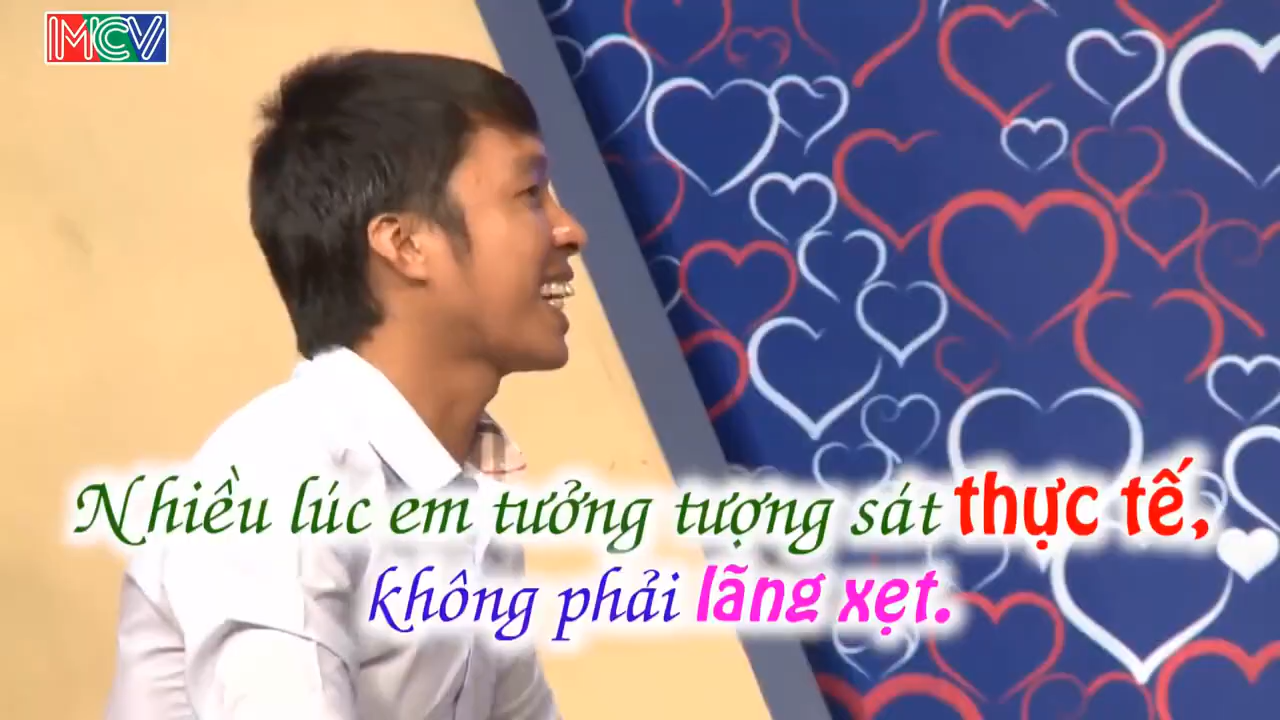 MCV
Nhiều lúc em tưởng tượng sát thực tế,
không phải lãng xẹt.